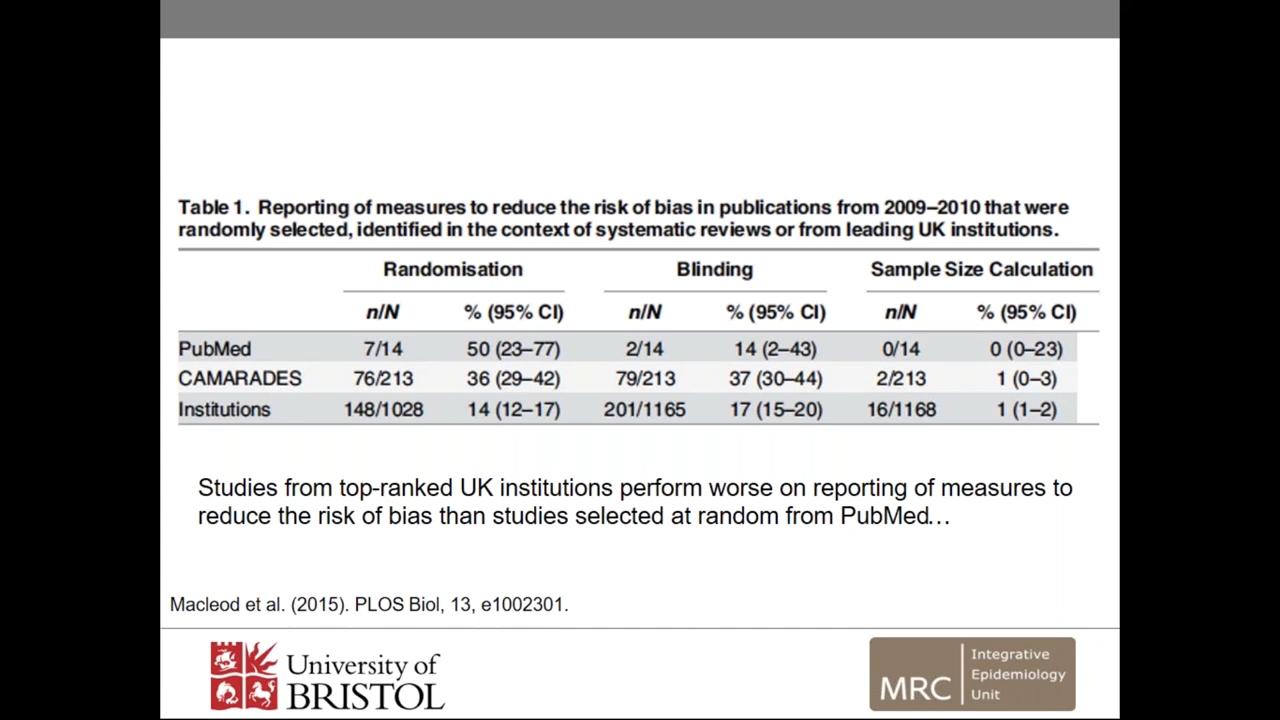 Table 1. Reporting of measures to reduce the risk of bias in publications from 2009–2010 that were
randomly selected, identified in the context of systematic reviews or from leading UK institutions.
Randomisation Blinding Sample Size Calculation
n/N % (95% CI) n/N % (95% CI) n/N % (95% CI)
PubMed 7/14 50 (23–77) 2/14 14 (2–43) 0/14 0 (0–23)
CAMARADES 76/213 36 (29–42) 79/213 37 (30–44) 2/213 1 (0–3)
Institutions 148/1028 14 (12–17) 201/1165 17 (15–20) 16/1168 1 (1–2)
Studies from top-ranked UK institutions perform worse on reporting of measures to
reduce the risk of bias than studies selected at random from PubMed…
Macleod et al. (2015). PLOS Biol, 13, e1002301.
University of
BRISTOL
MRC
Integrative
Epidemiology
Unit